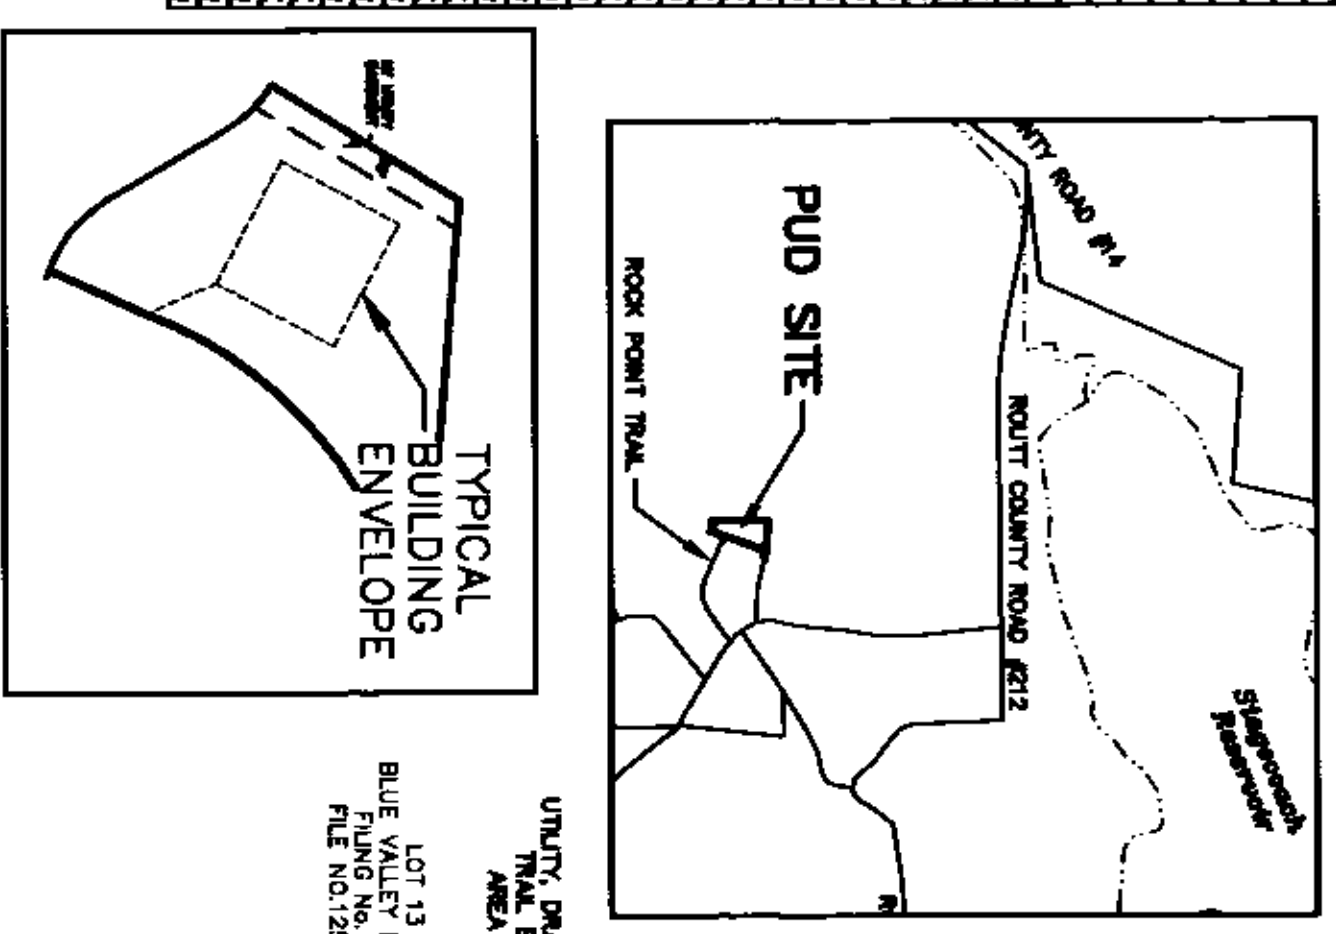 TYPICAL
BUILDING
ENVELOPE
COUNTY ROAD #14
PUD SITE
ROCK POINT TRAIL
ROUTT COUNTY ROAD #212
Stagecoach
Reservoir
UTILITY, DR
TRAIL E
AREA
LOT 13
BLUE VALLEY
FILING No.
FILE NO.12